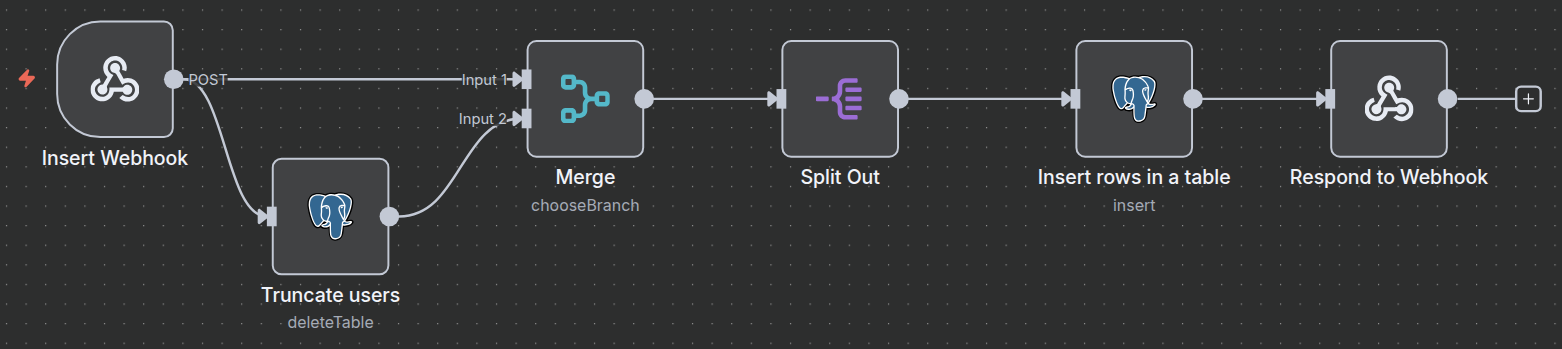 POST
Input 1
Input 2
Insert Webhook
Merge
chooseBranch
Split Out
Insert rows in a table
insert
Respond to Webhook
Truncate users
deleteTable